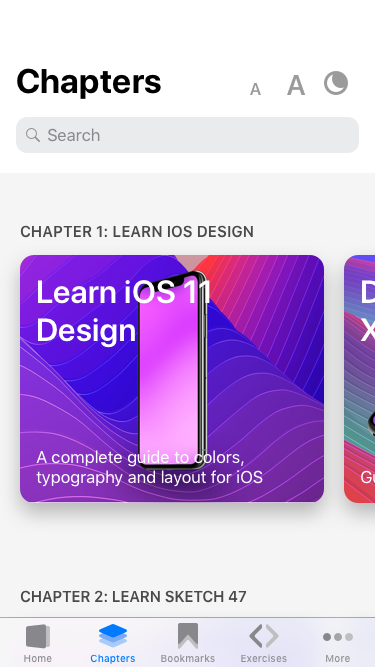 Chapters
A A
Search
CHAPTER 1: LEARN IOS DESIGN
Learn iOS 11
Design
A complete guide to colors,
typography and layout for iOS
CHAPTER 2: LEARN SKETCH 47
Home Chapters Bookmarks Exercises More